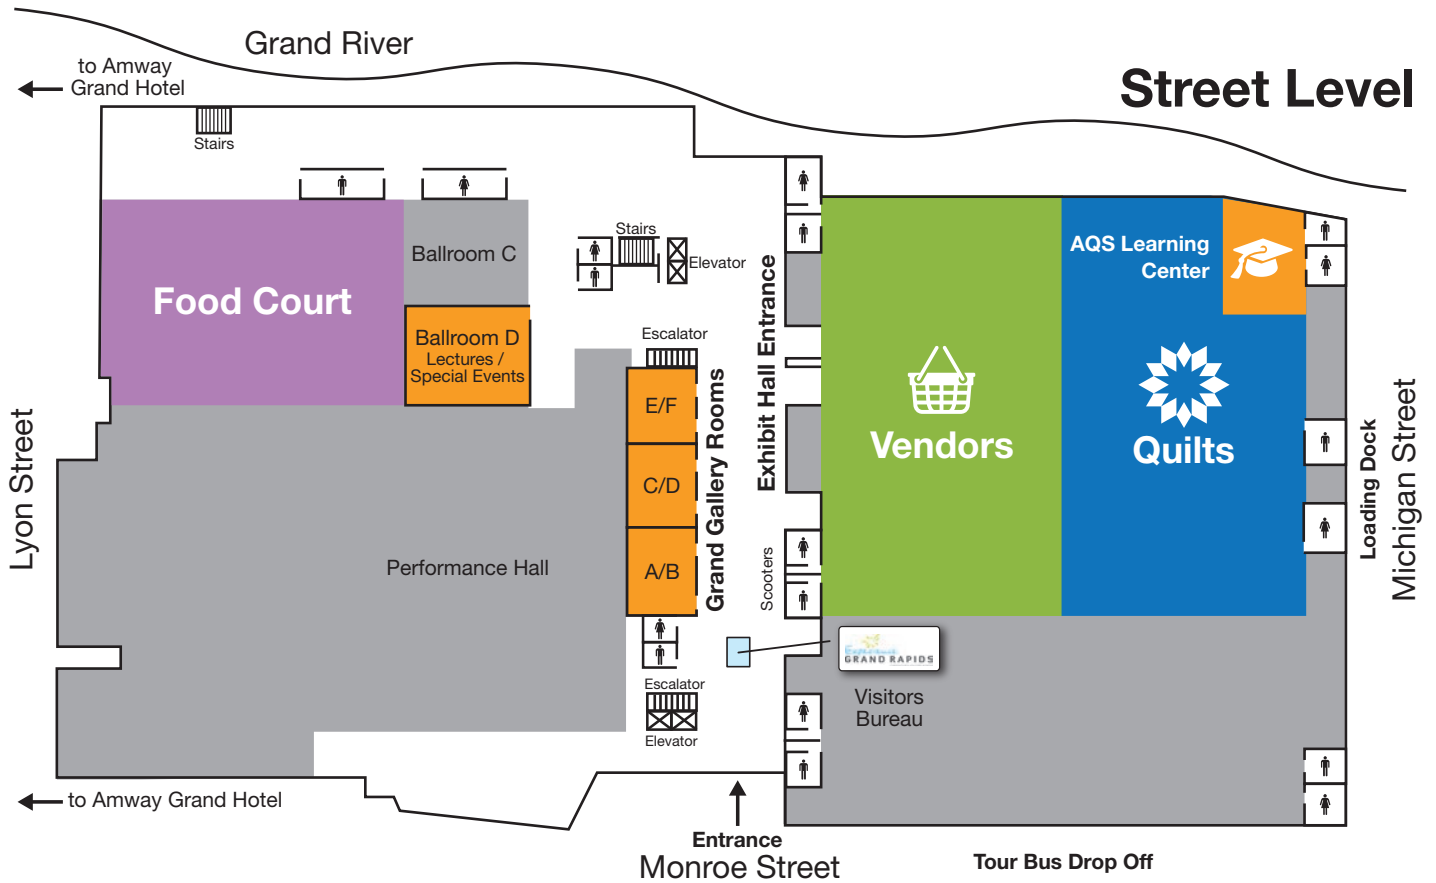 Grand River
to Amway
Grand Hotel
Street Level
Stairs
Stairs
Elevator
Ballroom C
AQS Learning
Center
Food Court
Ballroom D
Lectures /
Special Events
Escalator
E/F
C/D
A/B
Grand Gallery Rooms
Exhibit Hall Entrance
Vendors
Quilts
Lyon Street
Loading Dock
Michigan Street
Performance Hall
Scooters
Experience
GRAND RAPIDS
Visitors
Bureau
Escalator
Elevator
to Amway Grand Hotel
Entrance
Monroe Street
Tour Bus Drop Off